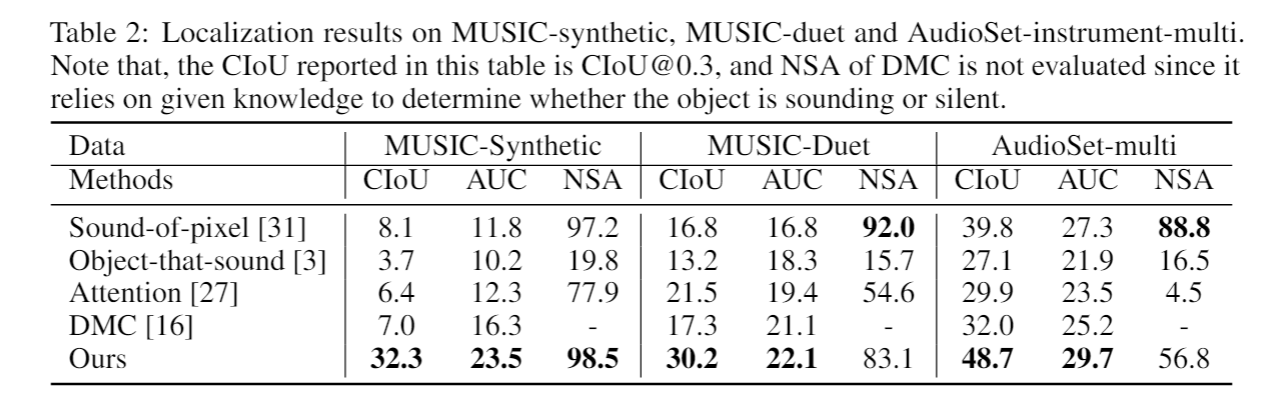 Table 2: Localization results on MUSIC-synthetic, MUSIC-duet and AudioSet-instrument-multi.
Note that, the CIoU reported in this table is CIoU@0.3, and NSA of DMC is not evaluated since it
relies on given knowledge to determine whether the object is sounding or silent.
Data MUSIC-Synthetic MUSIC-Duet AudioSet-multi
Methods CIoU AUC NSA CIoU AUC NSA CIoU AUC NSA
Sound-of-pixel [31] 8.1 11.8 97.2 16.8 16.8 92.0 39.8 27.3 88.8
Object-that-sound [3] 3.7 10.2 19.8 13.2 18.3 15.7 27.1 21.9 16.5
Attention [27] 6.4 12.3 77.9 21.5 19.4 54.6 29.9 23.5 4.5
DMC [16] 7.0 16.3 - 17.3 21.1 - 32.0 25.2 -
Ours 32.3 23.5 98.5 30.2 22.1 83.1 48.7 29.7 56.8